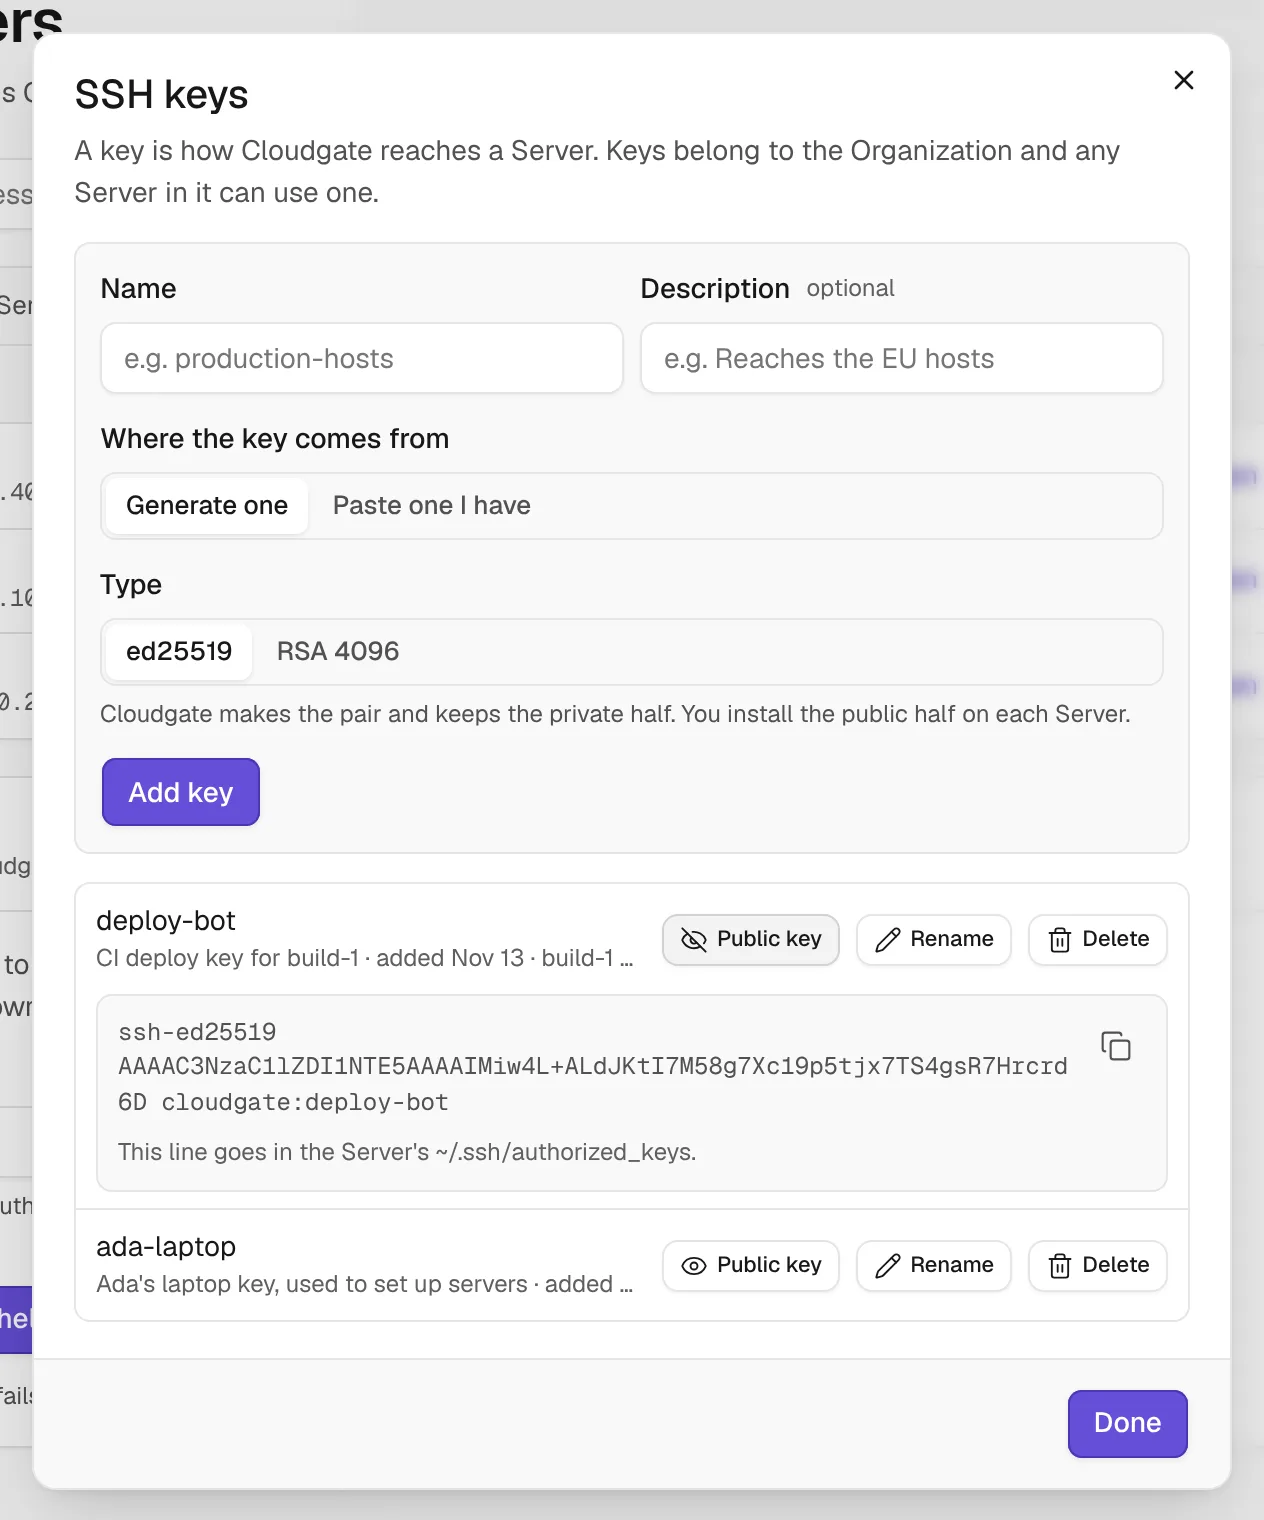 ers
SSH keys
A key is how Cloudgate reaches a Server. Keys belong to the Organization and any
Server in it can use one.
Name
Description optional
e.g. production-hosts
e.g. Reaches the EU hosts
Where the key comes from
Generate one
Paste one I have
Type
ed25519
RSA 4096
Cloudgate makes the pair and keeps the private half. You install the public half on each Server.
Add key
deploy-bot
CI deploy key for build-1 · added Nov 13 · build-1 ...
Public key
Rename
Delete
ssh-ed25519
AAAAC3NzaC1lZDI1NTE5AAAAIMiw4L+ALdJKtI7M58g7Xc19p5tjx7TS4gsR7Hrcrd
6D cloudgate:deploy-bot
This line goes in the Server's ~/.ssh/authorized_keys.
ada-laptop
Ada's laptop key, used to set up servers · added ...
Public key
Rename
Delete
Done